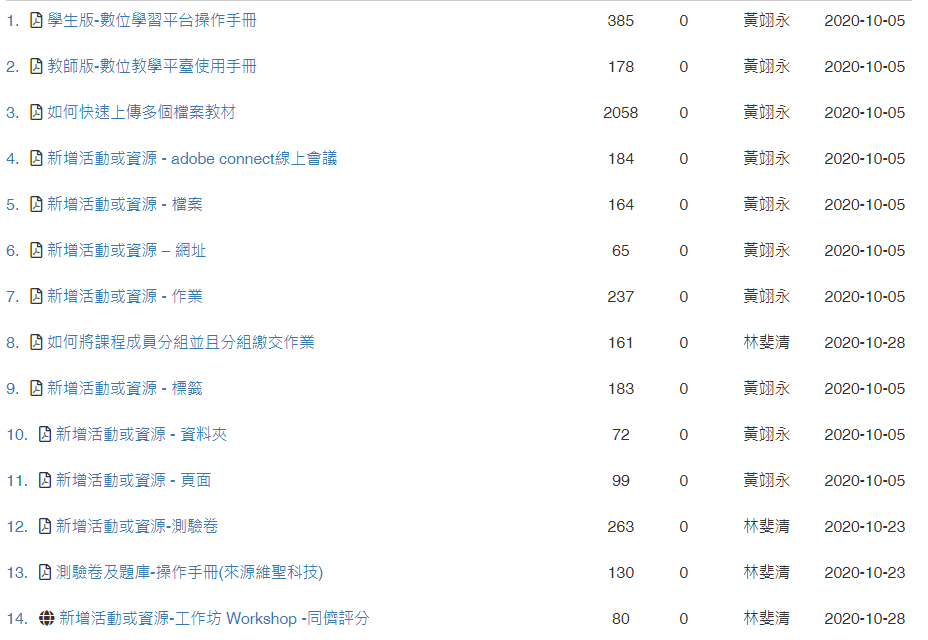 1. 學生版-數位學習平台操作手冊 385 0 黃翊永 2020-10-05
2. 教師版-數位教學平臺使用手冊 178 0 黃翊永 2020-10-05
3. 如何快速上傳多個檔案教材 2058 0 黃翊永 2020-10-05
4. 新增活動或資源 - adobe connect線上會議 184 0 黃翊永 2020-10-05
5. 新增活動或資源 - 檔案 164 0 黃翊永 2020-10-05
6. 新增活動或資源 – 網址 65 0 黃翊永 2020-10-05
7. 新增活動或資源 - 作業 237 0 黃翊永 2020-10-05
8. 如何將課程成員分組並且分組繳交作業 161 0 林斐清 2020-10-28
9. 新增活動或資源 - 標籤 183 0 黃翊永 2020-10-05
10. 新增活動或資源 - 資料夾 72 0 黃翊永 2020-10-05
11. 新增活動或資源 - 頁面 99 0 黃翊永 2020-10-05
12. 新增活動或資源-測驗卷 263 0 林斐清 2020-10-23
13. 測驗卷及題庫-操作手冊(來源維聖科技) 130 0 林斐清 2020-10-23
14. 新增活動或資源-工作坊 Workshop -同儕評分 80 0 林斐清 2020-10-28